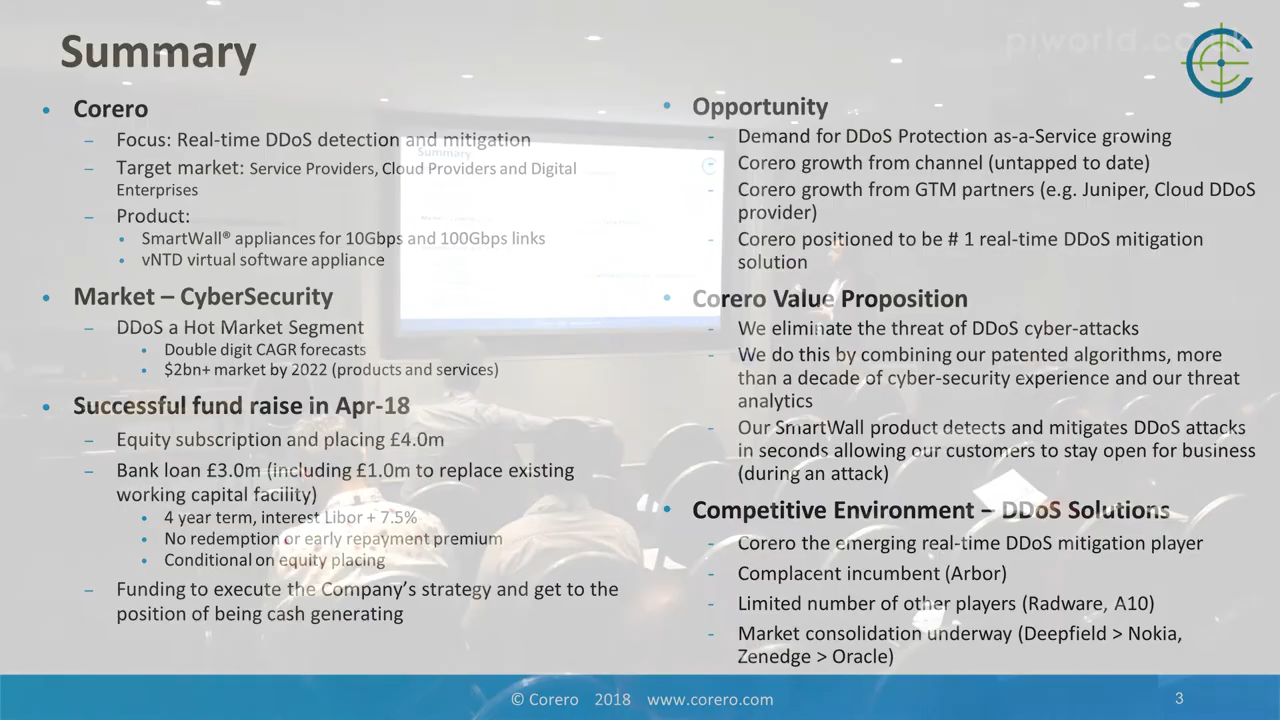 Summary
piworld.co
• Corero
– Focus: Real-time DDoS detection and mitigation
– Target market: Service Providers, Cloud Providers and Digital
Enterprises
– Product:
• SmartWall® appliances for 10Gbps and 100Gbps links
• vNTD virtual software appliance
• Market – CyberSecurity
– DDoS a Hot Market Segment
• Double digit CAGR forecasts
• $2bn+ market by 2022 (products and services)
• Successful fund raise in Apr-18
– Equity subscription and placing £4.0m
– Bank loan £3.0m (including £1.0m to replace existing
working capital facility)
• 4 year term, interest Libor + 7.5%
• No redemption or early repayment premium
• Conditional on equity placing
– Funding to execute the Company’s strategy and get to the
position of being cash generating
• Opportunity
- Demand for DDoS Protection as-a-Service growing
- Corero growth from channel (untapped to date)
- Corero growth from GTM partners (e.g. Juniper, Cloud DDoS
provider)
- Corero positioned to be # 1 real-time DDoS mitigation
solution
• Corero Value Proposition
- We eliminate the threat of DDoS cyber-attacks
- We do this by combining our patented algorithms, more
than a decade of cyber-security experience and our threat
analytics
- Our SmartWall product detects and mitigates DDoS attacks
in seconds allowing our customers to stay open for business
(during an attack)
• Competitive Environment – DDoS Solutions
- Corero the emerging real-time DDoS mitigation player
- Complacent incumbent (Arbor)
- Limited number of other players (Radware, A10)
- Market consolidation underway (Deepfield > Nokia,
Zenedge > Oracle)
Summary
© Corero 2018 www.corero.com
3